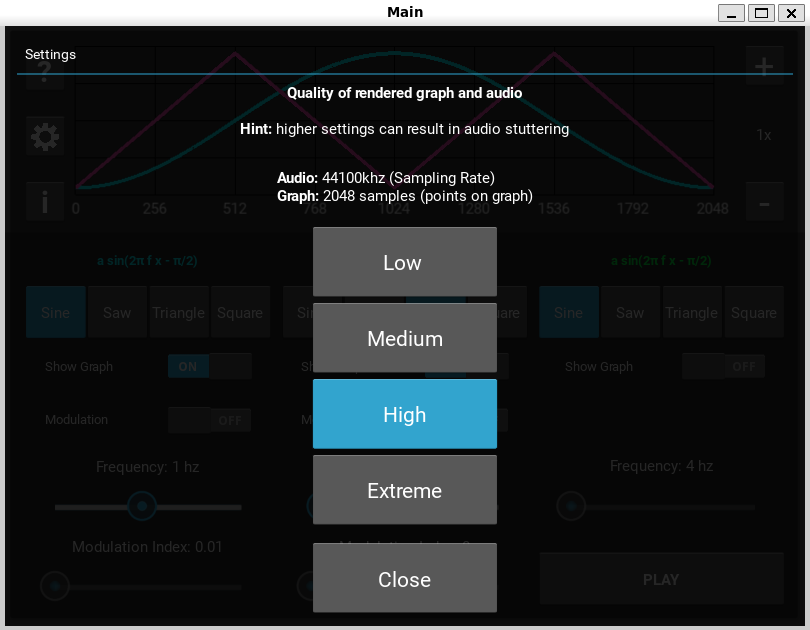 Main
Settings
?
+
Quality of rendered graph and audio
Hint: higher settings can result in audio stuttering
1x
Audio: 44100khz (Sampling Rate)
Graph: 2048 samples (points on graph)
i
-
0 256 512 768 1024 1280 1536 1792 2048
a sin(2π f x - π/2) a sin(2π f x - π/2)
Low
Sine Saw Triangle Square Sine Saw Triangle Square
Medium
Show Graph ON Show Graph OFF
High
Modulation OFF
Frequency: 1 hz Frequency: 4 hz
Extreme
Modulation Index: 0.01
Close
PLAY